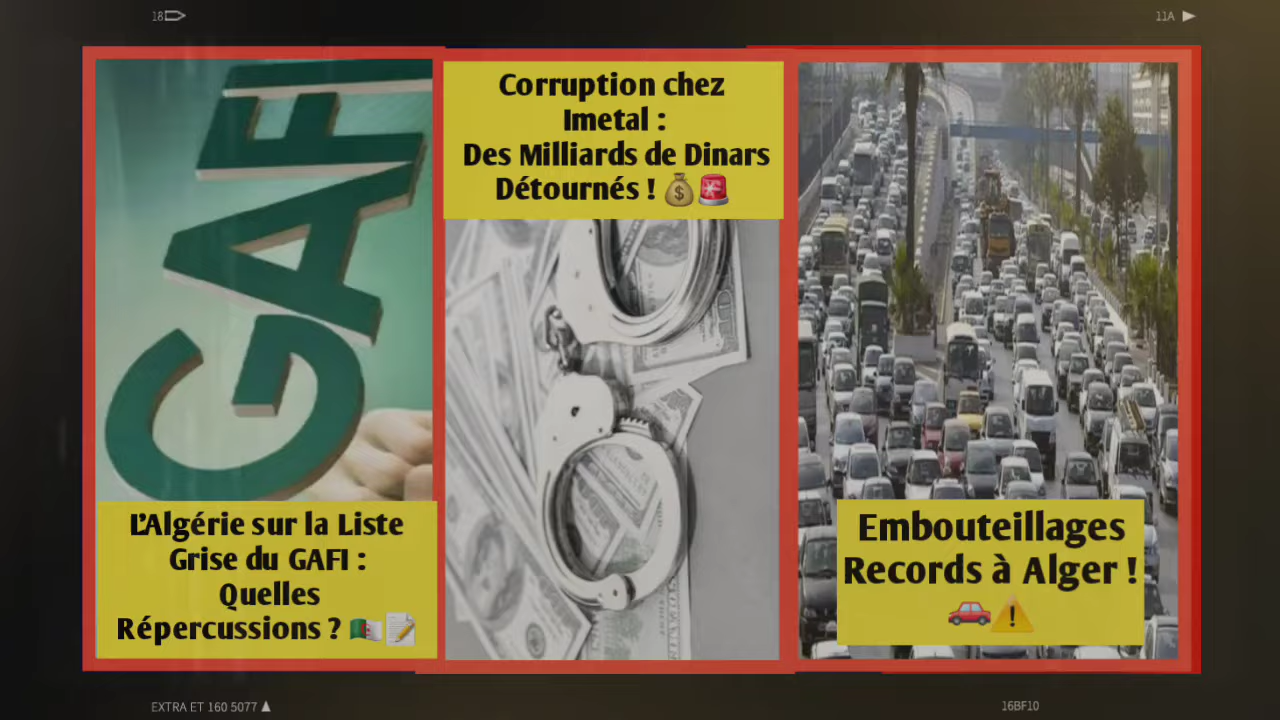 18
11A
GAFI
L'Algérie sur la Liste
Grise du GAFI :
Quelles
Répercussions ? 🇩🇿📝
Corruption chez
Imetal :
Des Milliards de Dinars
Détournés ! 💰🚨
Embouteillages
Records à Alger !
🚗⚠️
EXTRA ET 160 5077
16BF10